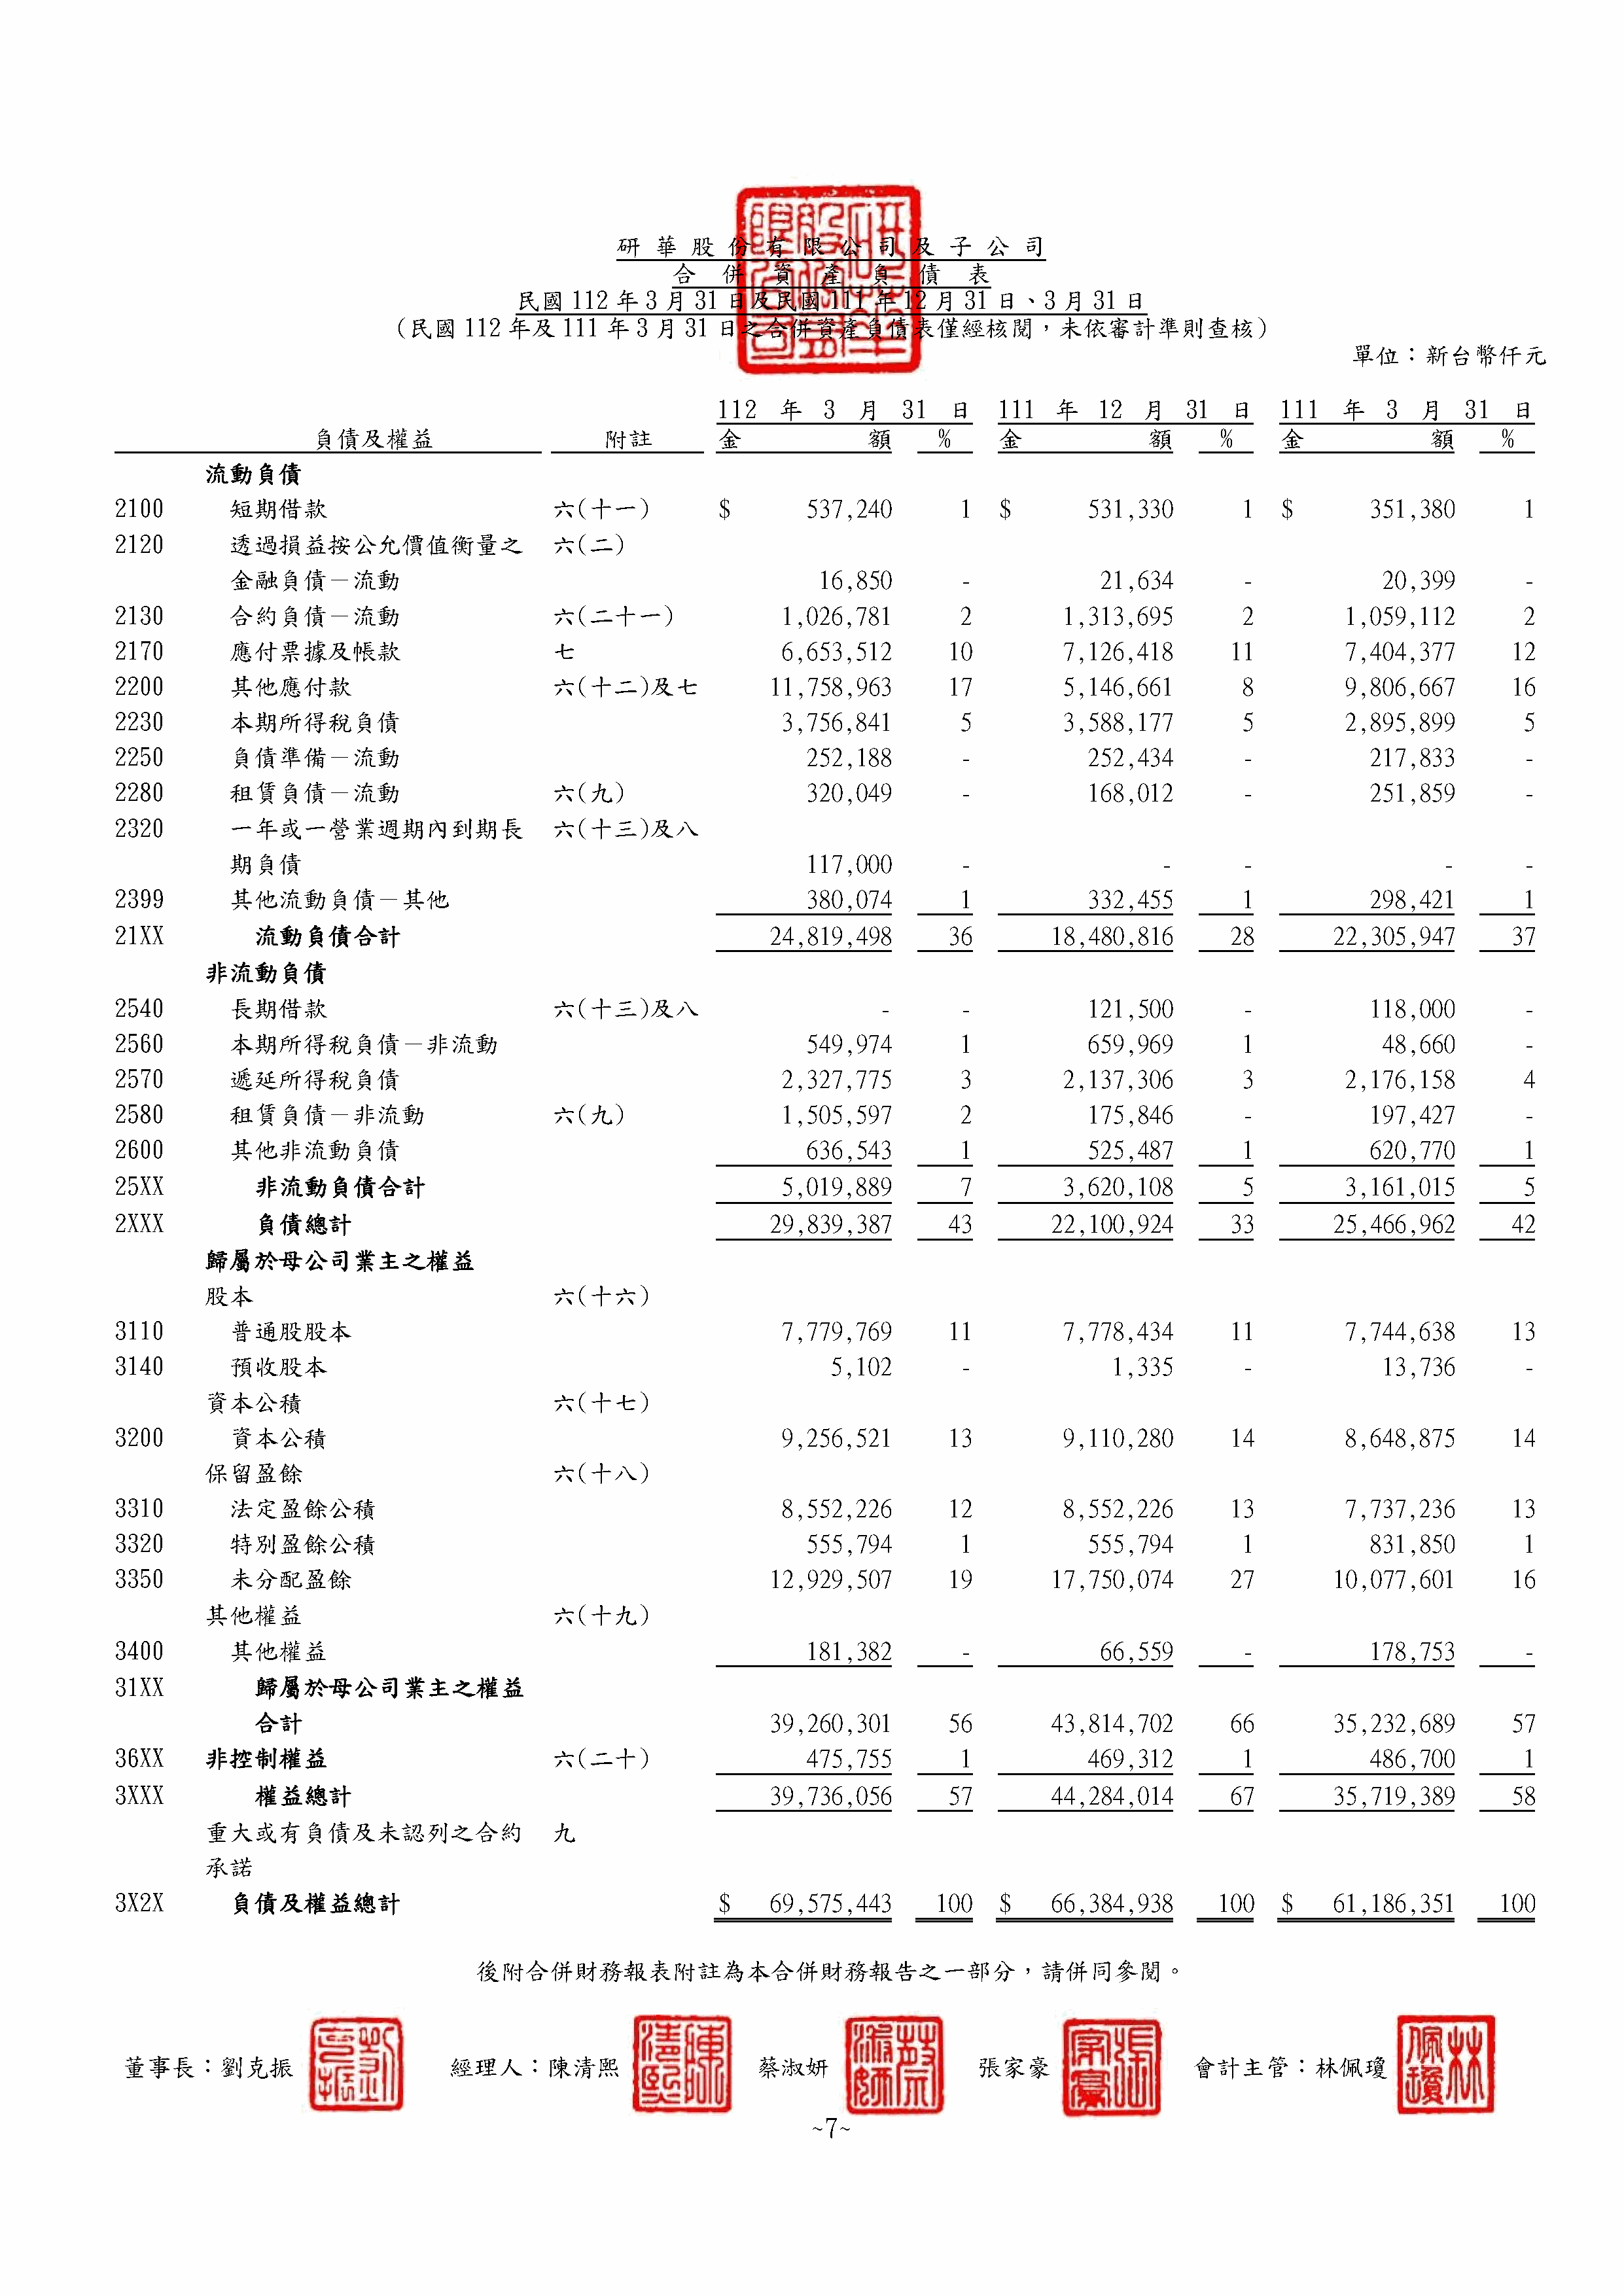 研華股份有限公司及子公司
合併資產負債表
民國112年3月31日及民國111年12月31日、3月31日
(民國112年及111年3月31日之合併資產負債表僅經核閱,未依審計準則查核)
單位:新台幣仟元
112 年 3 月 31 日 111 年 12 月 31 日 111 年 3 月 31 日
負債及權益 附註 金額 % 金額 % 金額 %
流動負債
2100 短期借款 六(十一) $ 537,240 1 $ 531,330 1 $ 351,380 1
2120 透過損益按公允價值衡量之 六(二)
金融負債-流動 16,850 - 21,634 - 20,399 -
2130 合約負債-流動 六(二十一) 1,026,781 2 1,313,695 2 1,059,112 2
2170 應付票據及帳款 七 6,653,512 10 7,126,418 11 7,404,377 12
2200 其他應付款 六(十二)及七 11,758,963 17 5,146,661 8 9,806,667 16
2230 本期所得稅負債 3,756,841 5 3,588,177 5 2,895,899 5
2250 負債準備-流動 252,188 - 252,434 - 217,833 -
2280 租賃負債-流動 六(九) 320,049 - 168,012 - 251,859 -
2320 一年或一營業週期內到期長 六(十三)及八
期負債 117,000 - - - - -
2399 其他流動負債-其他 380,074 1 332,455 1 298,421 1
21XX 流動負債合計 24,819,498 36 18,480,816 28 22,305,947 37
非流動負債
2540 長期借款 六(十三)及八 - - 121,500 - 118,000 -
2560 本期所得稅負債-非流動 549,974 1 659,969 1 48,660 -
2570 遞延所得稅負債 2,327,775 3 2,137,306 3 2,176,158 4
2580 租賃負債-非流動 六(九) 1,505,597 2 175,846 - 197,427 -
2600 其他非流動負債 636,543 1 525,487 1 620,770 1
25XX 非流動負債合計 5,019,889 7 3,620,108 5 3,161,015 5
2XXX 負債總計 29,839,387 43 22,100,924 33 25,466,962 42
歸屬於母公司業主之權益
股本 六(十六)
3110 普通股股本 7,779,769 11 7,778,434 11 7,744,638 13
3140 預收股本 5,102 - 1,335 - 13,736 -
資本公積 六(十七)
3200 資本公積 9,256,521 13 9,110,280 14 8,648,875 14
保留盈餘 六(十八)
3310 法定盈餘公積 8,552,226 12 8,552,226 13 7,737,236 13
3320 特別盈餘公積 555,794 1 555,794 1 831,850 1
3350 未分配盈餘 12,929,507 19 17,750,074 27 10,077,601 16
其他權益 六(十九)
3400 其他權益 181,382 - 66,559 - 178,753 -
31XX 歸屬於母公司業主之權益
合計 39,260,301 56 43,814,702 66 35,232,689 57
36XX 非控制權益 六(二十) 475,755 1 469,312 1 486,700 1
3XXX 權益總計 39,736,056 57 44,284,014 67 35,719,389 58
重大或有負債及未認列之合約 九
承諾
3X2X 負債及權益總計 $ 69,575,443 100 $ 66,384,938 100 $ 61,186,351 100
後附合併財務報表附註為本合併財務報告之一部分,請併同參閱。
董事長:劉克振 經理人:陳清熙 蔡淑妍 張家豪 會計主管:林佩瓊
~7~